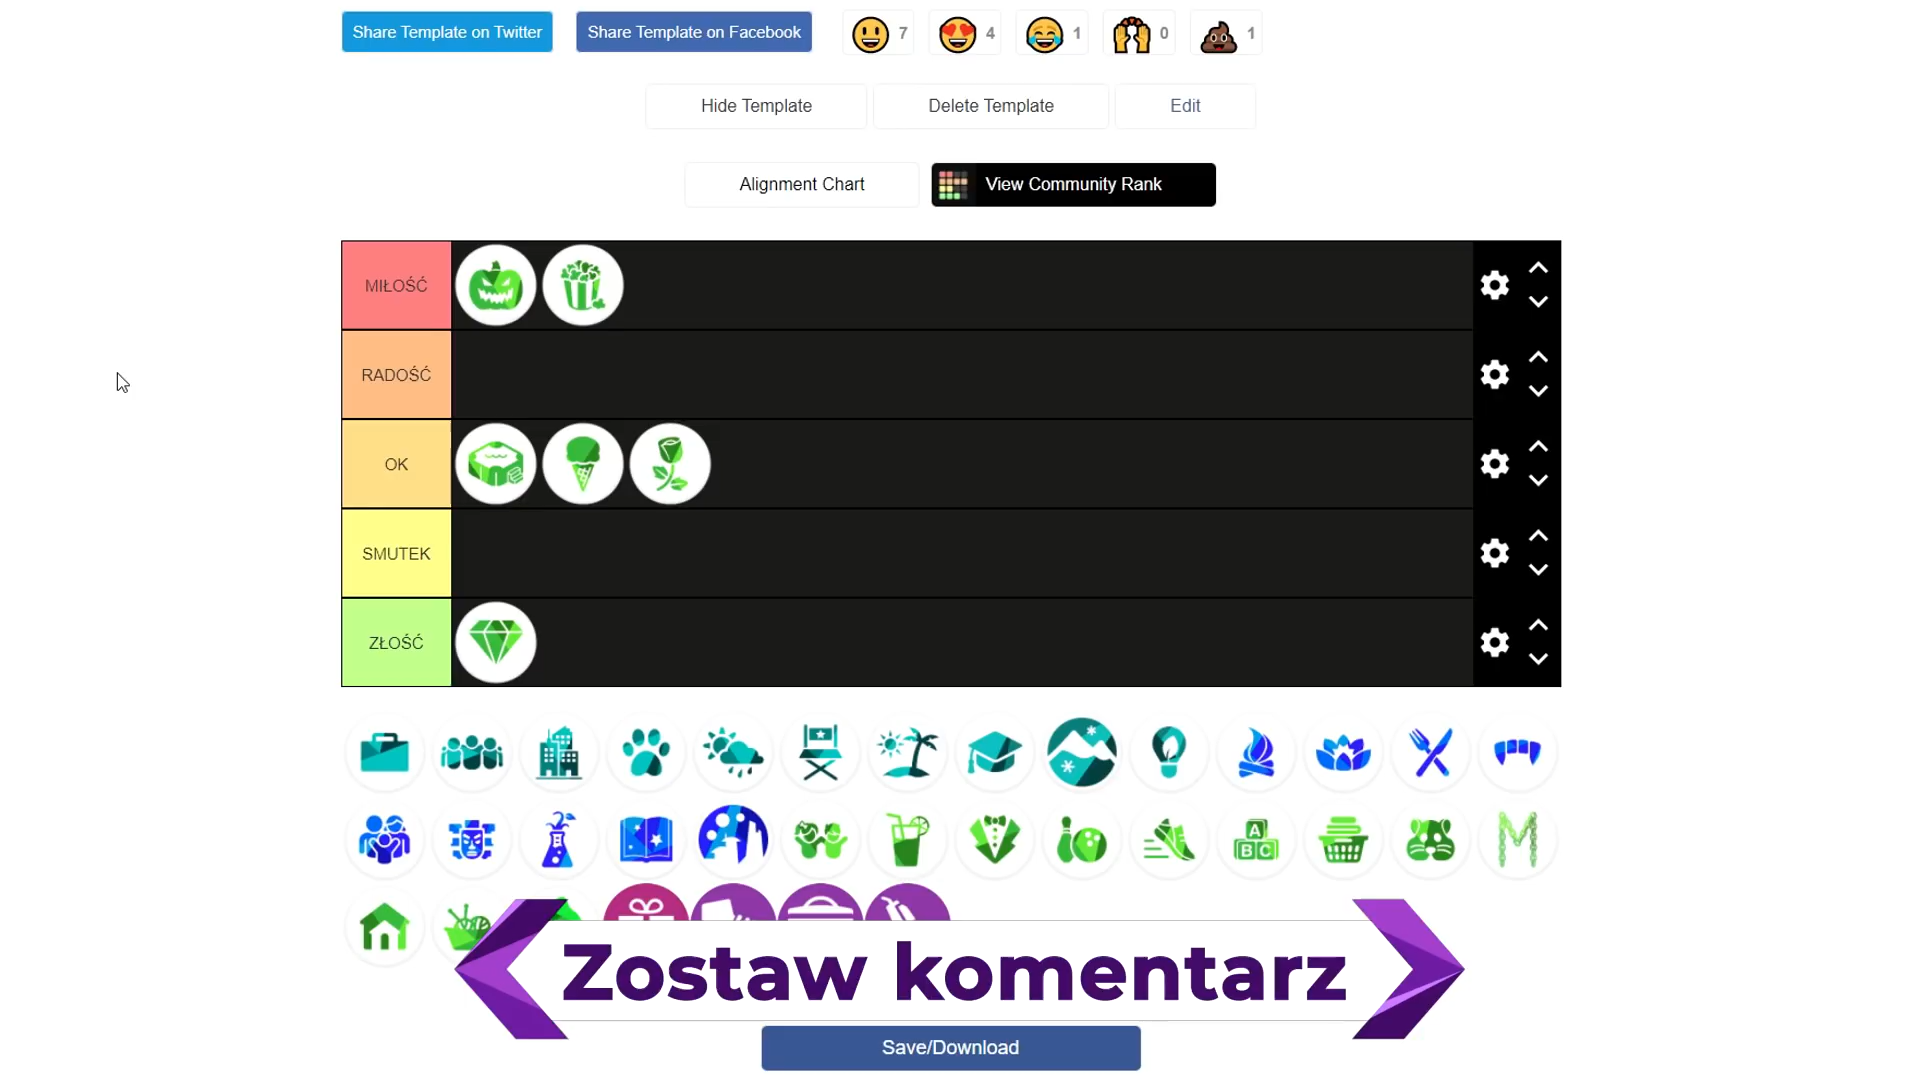 Share Template on Twitter
Share Template on Facebook
7
4
1
0
1
Hide Template
Delete Template
Edit
Alignment Chart
View Community Rank
MIŁOŚĆ
RADOŚĆ
OK
SMUTEK
ZŁOŚĆ
A
B C
M
Zostaw komentarz
Save/Download